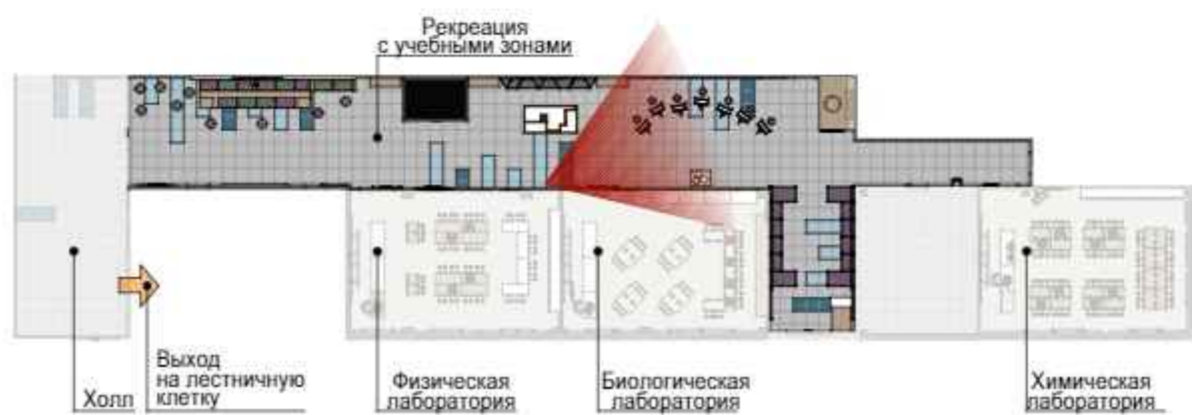 Рекреация
с учебными зонами
Холл
Выход
на лестничную
клетку
Физическая
лаборатория
Биологическая
лаборатория
Химическая
лаборатория